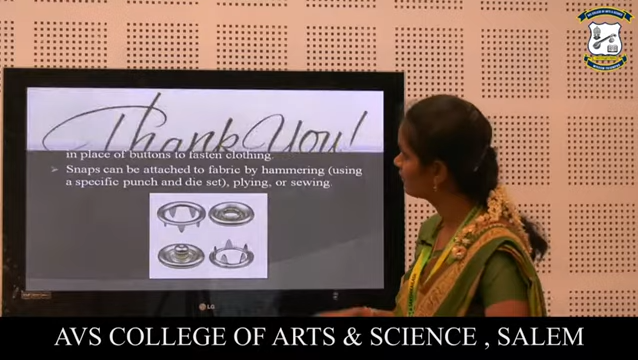 Thank You!
in place of buttons to fasten clothing.
➤ Snaps can be attached to fabric by hammering (using
a specific punch and die set), plying, or sewing.
LG
AVS COLLEGE OF ARTS & SCIENCE , SALEM